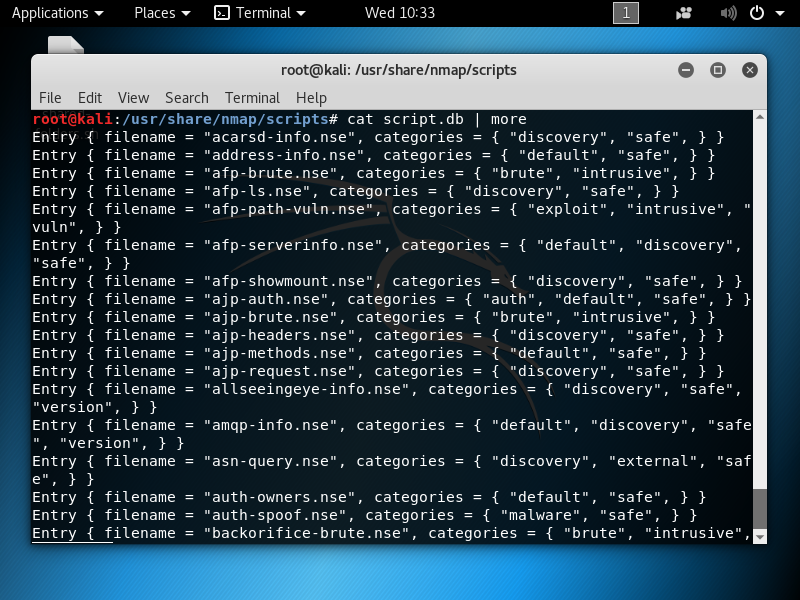 Applications Places Terminal Wed 10:33 1
root@kali: /usr/share/nmap/scripts
File Edit View Search Terminal Help
root@kali:/usr/share/nmap/scripts# cat script.db | more
Entry { filename = "acarsd-info.nse", categories = { "discovery", "safe", } }
Entry { filename = "address-info.nse", categories = { "default", "safe", } }
Entry { filename = "afp-brute.nse", categories = { "brute", "intrusive", } }
Entry { filename = "afp-ls.nse", categories = { "discovery", "safe", } }
Entry { filename = "afp-path-vuln.nse", categories = { "exploit", "intrusive", "
vuln", } }
Entry { filename = "afp-serverinfo.nse", categories = { "default", "discovery",
"safe", } }
Entry { filename = "afp-showmount.nse", categories = { "discovery", "safe", } }
Entry { filename = "ajp-auth.nse", categories = { "auth", "default", "safe", } }
Entry { filename = "ajp-brute.nse", categories = { "brute", "intrusive", } }
Entry { filename = "ajp-headers.nse", categories = { "discovery", "safe", } }
Entry { filename = "ajp-methods.nse", categories = { "default", "safe", } }
Entry { filename = "ajp-request.nse", categories = { "discovery", "safe", } }
Entry { filename = "allseeingeye-info.nse", categories = { "discovery", "safe",
"version", } }
Entry { filename = "amqp-info.nse", categories = { "default", "discovery", "safe
", "version", } }
Entry { filename = "asn-query.nse", categories = { "discovery", "external", "saf
e", } }
Entry { filename = "auth-owners.nse", categories = { "default", "safe", } }
Entry { filename = "auth-spoof.nse", categories = { "malware", "safe", } }
Entry { filename = "backorifice-brute.nse", categories = { "brute", "intrusive",